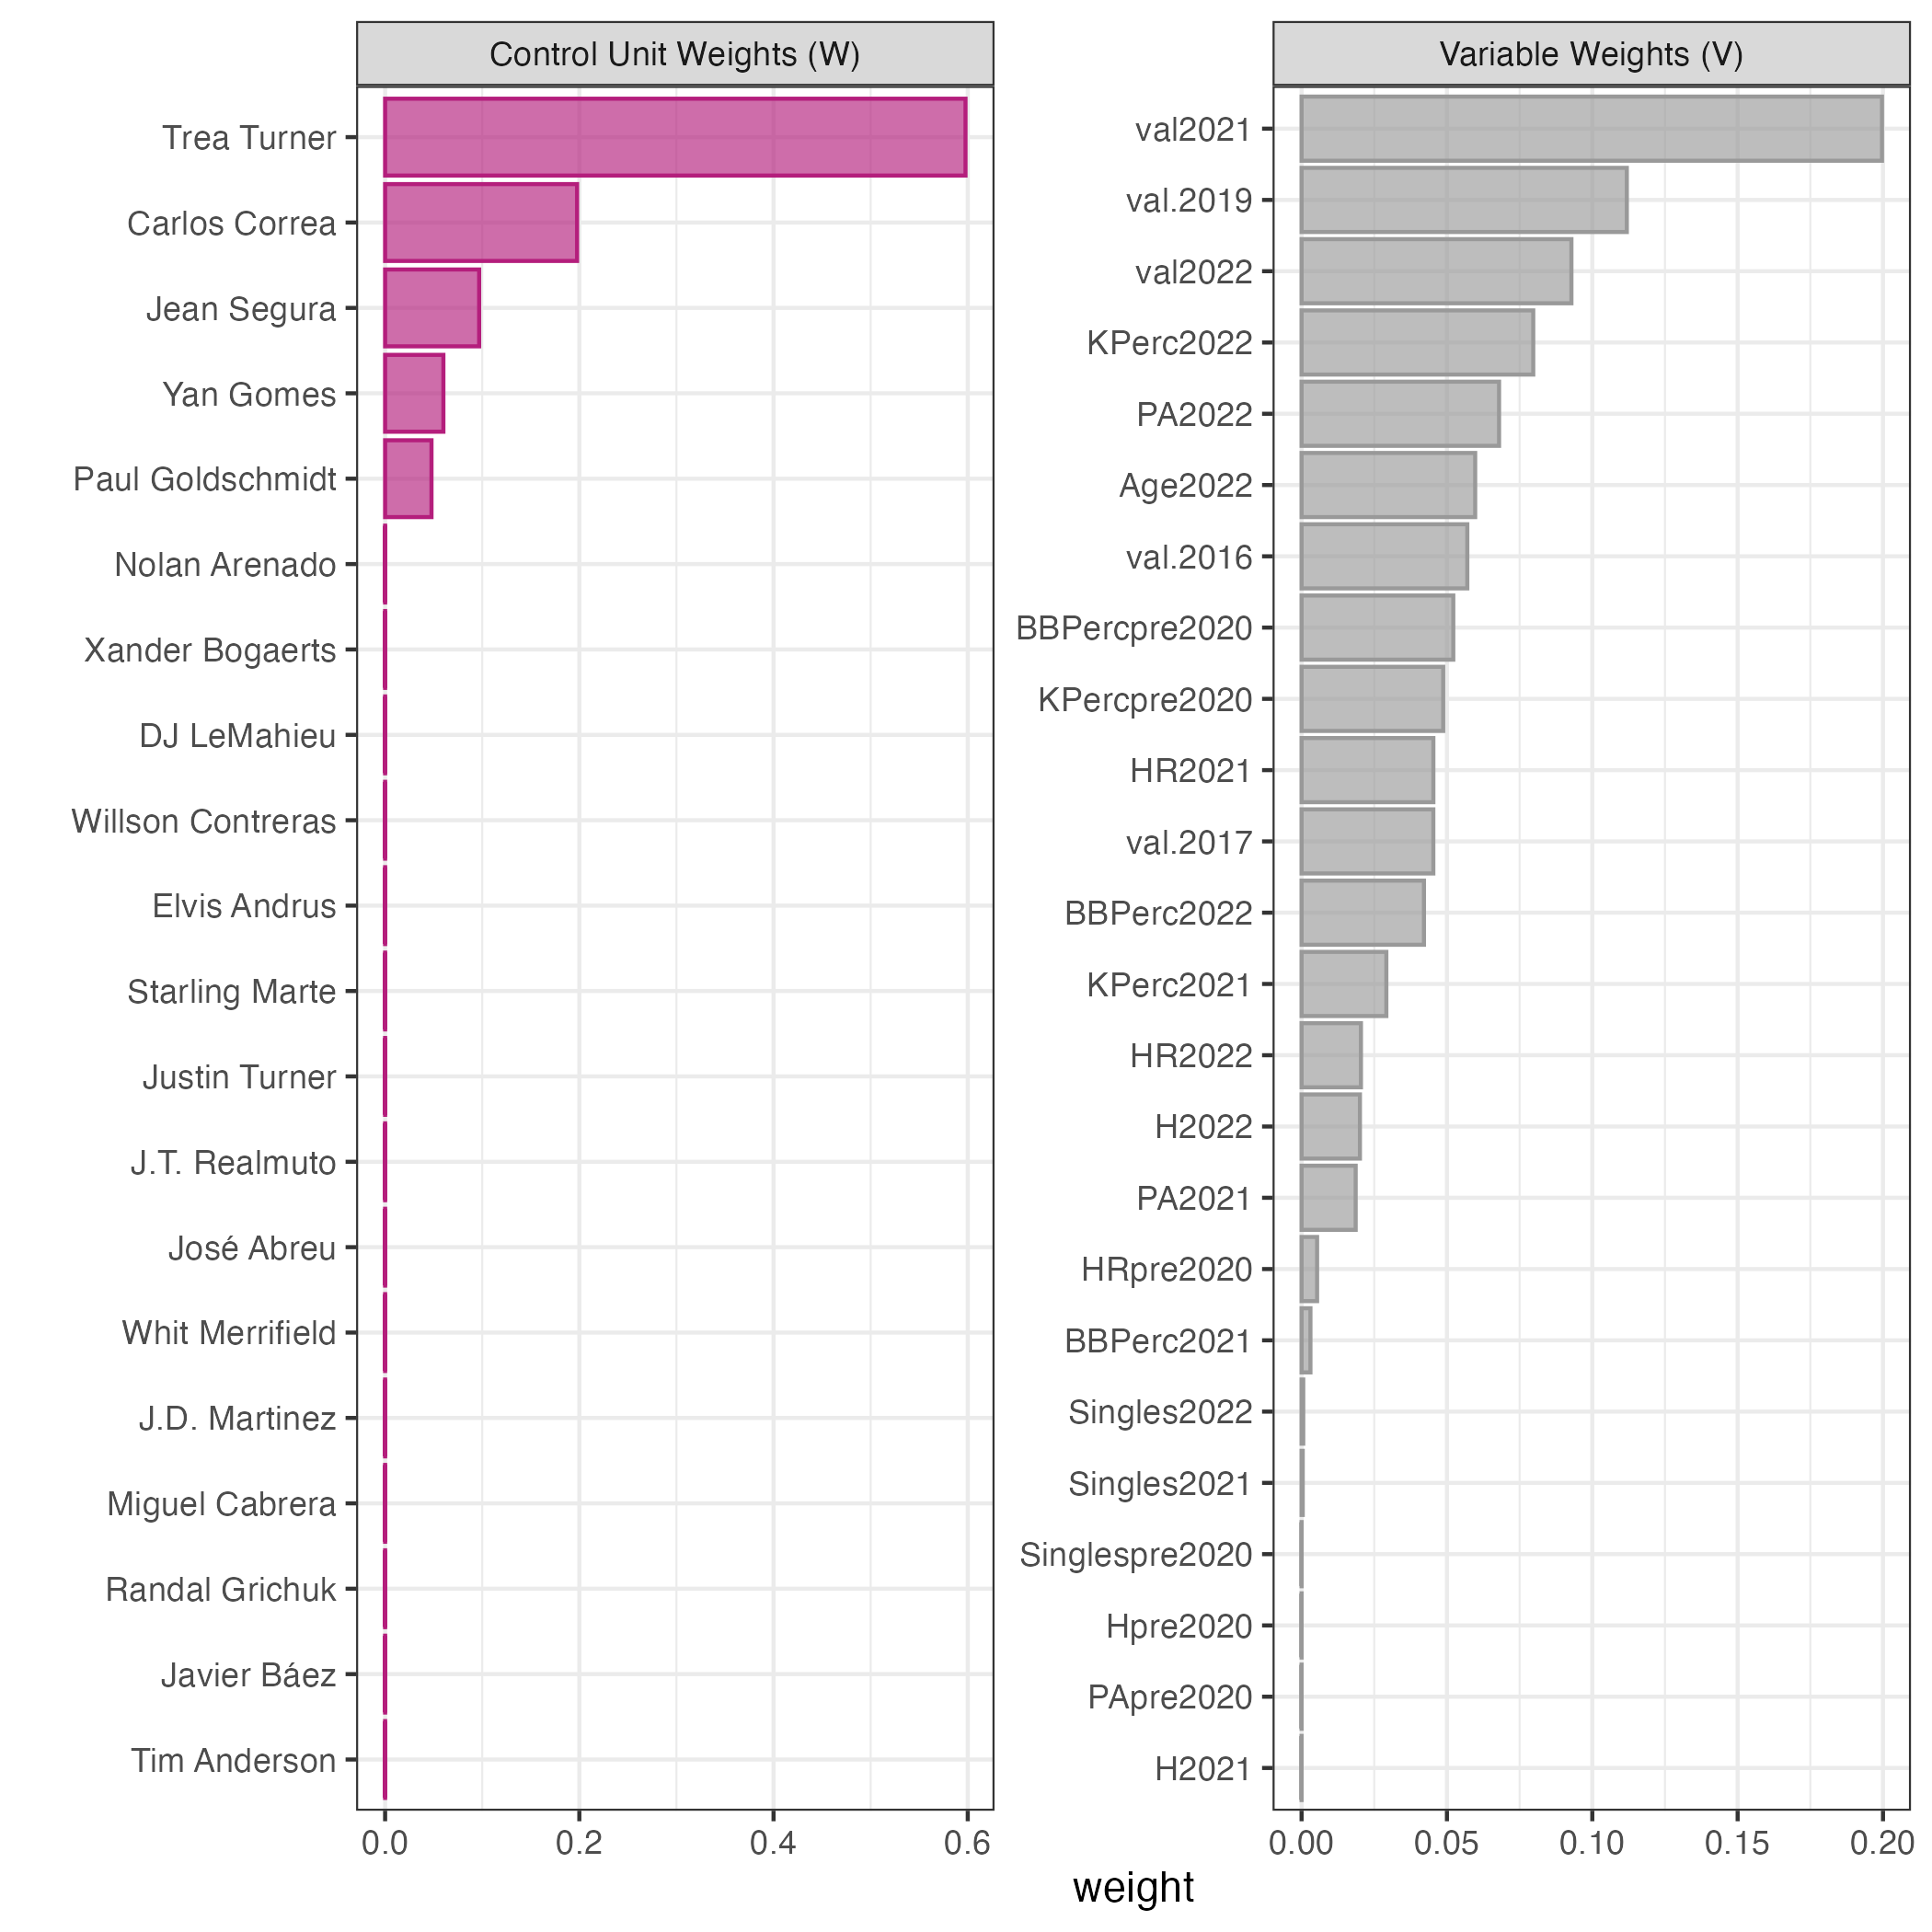 Control Unit Weights (W)
Trea Turner
Carlos Correa
Jean Segura
Yan Gomes
Paul Goldschmidt
Nolan Arenado
Xander Bogaerts
DJ LeMahieu
Willson Contreras
Elvis Andrus
Starling Marte
Justin Turner
J.T. Realmuto
José Abreu
Whit Merrifield
J.D. Martinez
Miguel Cabrera
Randal Grichuk
Javier Báez
Tim Anderson
0.0 0.2 0.4 0.6
Variable Weights (V)
val2021
val.2019
val2022
KPerc2022
PA2022
Age2022
val.2016
BBPercpre2020
KPercpre2020
HR2021
val.2017
BBPerc2022
KPerc2021
HR2022
H2022
PA2021
HRpre2020
BBPerc2021
Singles2022
Singles2021
Singlespre2020
Hpre2020
PApre2020
H2021
0.00 0.05 0.10 0.15 0.20
weight